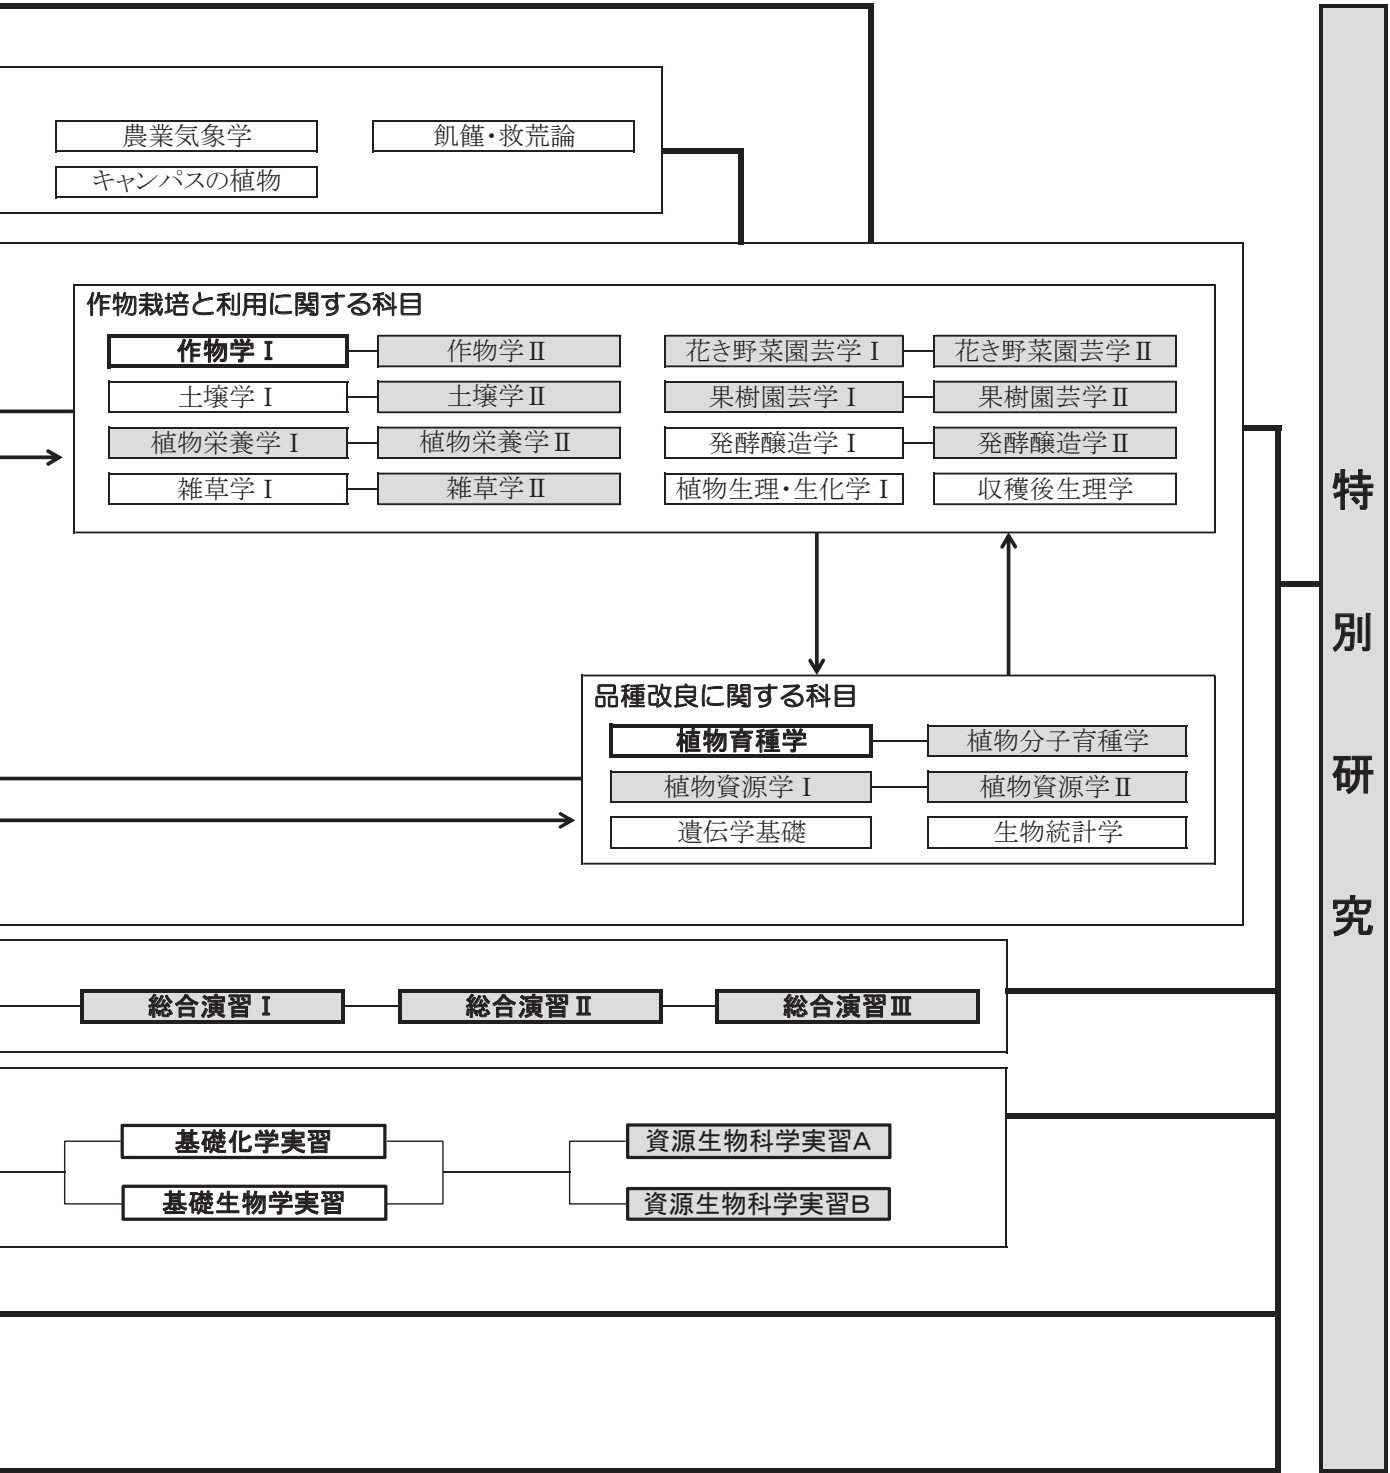 農業気象学
飢饉・救荒論
キャンパスの植物
作物栽培と利用に関する科目
作物学Ⅰ
作物学Ⅱ
花き野菜園芸学Ⅰ
花き野菜園芸学Ⅱ
土壌学Ⅰ
土壌学Ⅱ
果樹園芸学Ⅰ
果樹園芸学Ⅱ
植物栄養学Ⅰ
植物栄養学Ⅱ
発酵醸造学Ⅰ
発酵醸造学Ⅱ
雑草学Ⅰ
雑草学Ⅱ
植物生理・生化学Ⅰ
収穫後生理学
品種改良に関する科目
植物育種学
植物分子育種学
植物資源学Ⅰ
植物資源学Ⅱ
遺伝学基礎
生物統計学
総合演習Ⅰ
総合演習Ⅱ
総合演習Ⅲ
基礎化学実習
資源生物科学実習A
基礎生物学実習
資源生物科学実習B
特別研究